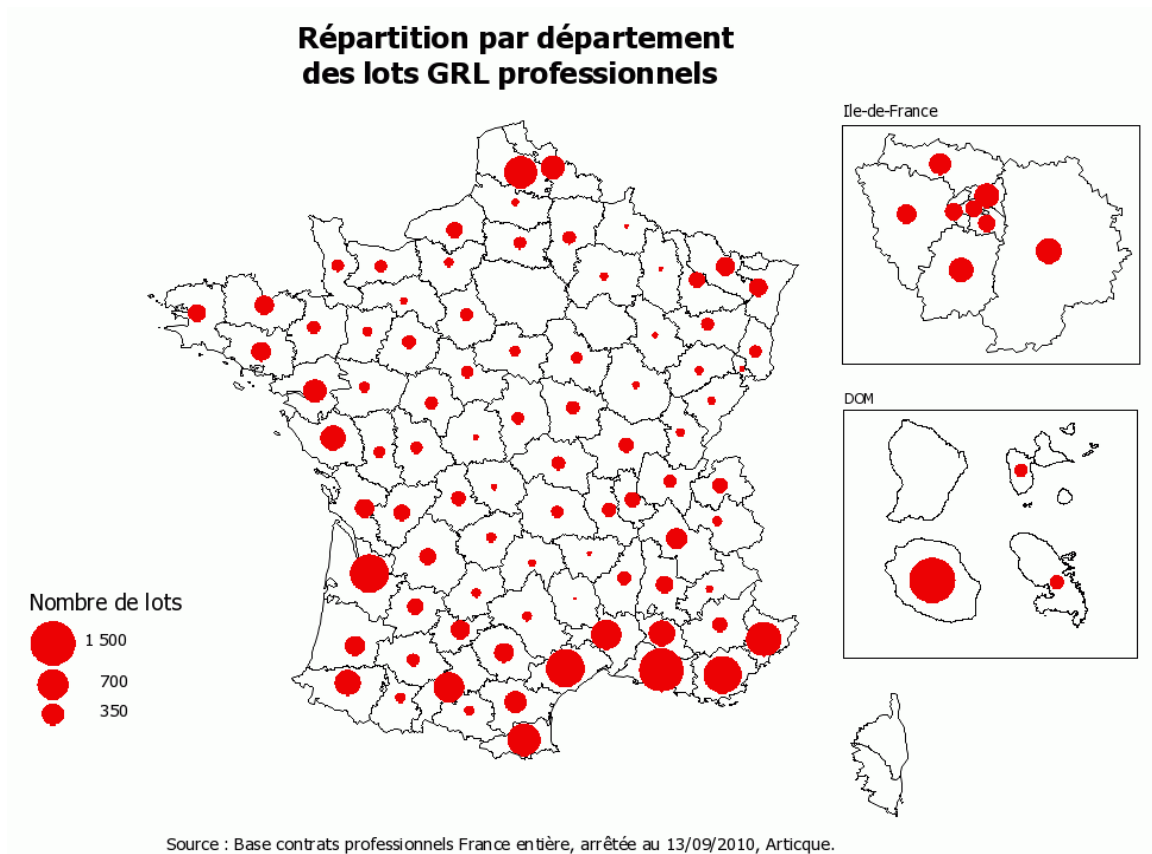 Répartition par département
des lots GRL professionnels
Ile-de-France
DOM
Nombre de lots
1 500
700
350
Source : Base contrats professionnels France entière, arrêtée au 13/09/2010, Articque.